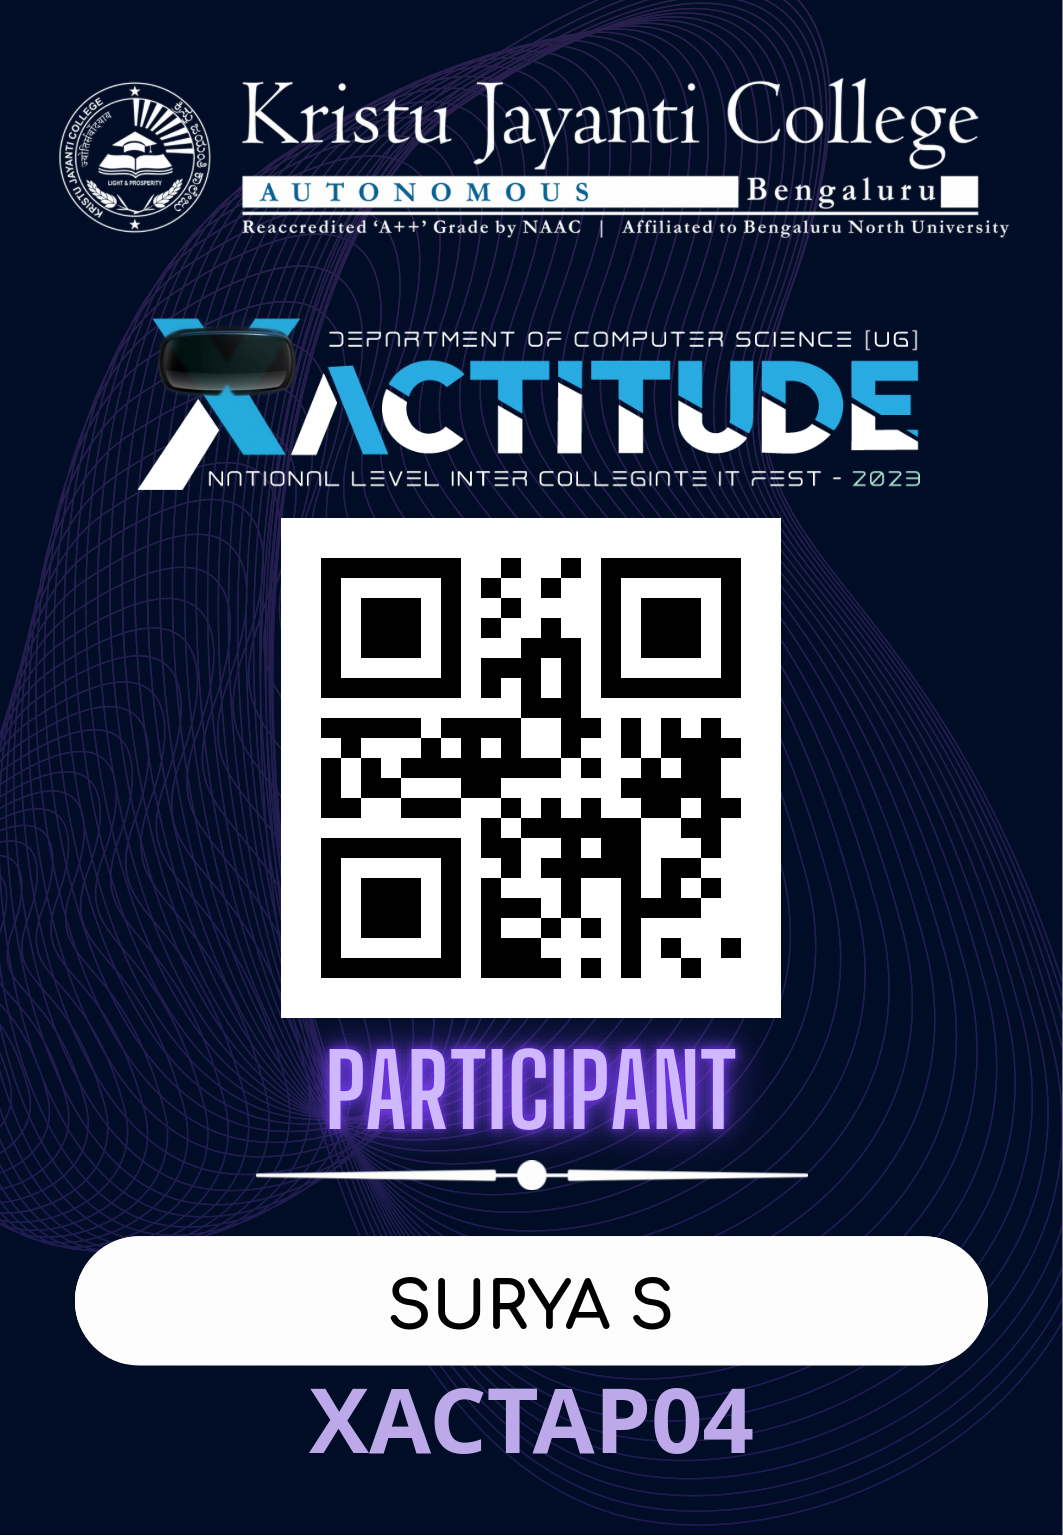 KRISTU JAYANTI COLLEGE
ज्योतिसंवादाय
ಕ್ರಿಸ್ತು ಜಯಂತಿ ಕಾಲೇಜು
LIGHT & PROSPERITY
Kristu Jayanti College
AUTONOMOUS Bengaluru
Reaccredited ‘A++’ Grade by NAAC | Affiliated to Bengaluru North University
DEPARTMENT OF COMPUTER SCIENCE [UG]
XACTITUDE
NATIONAL LEVEL INTER COLLEGIATE IT FEST - 2023
PARTICIPANT
SURYA S
XACTAP04